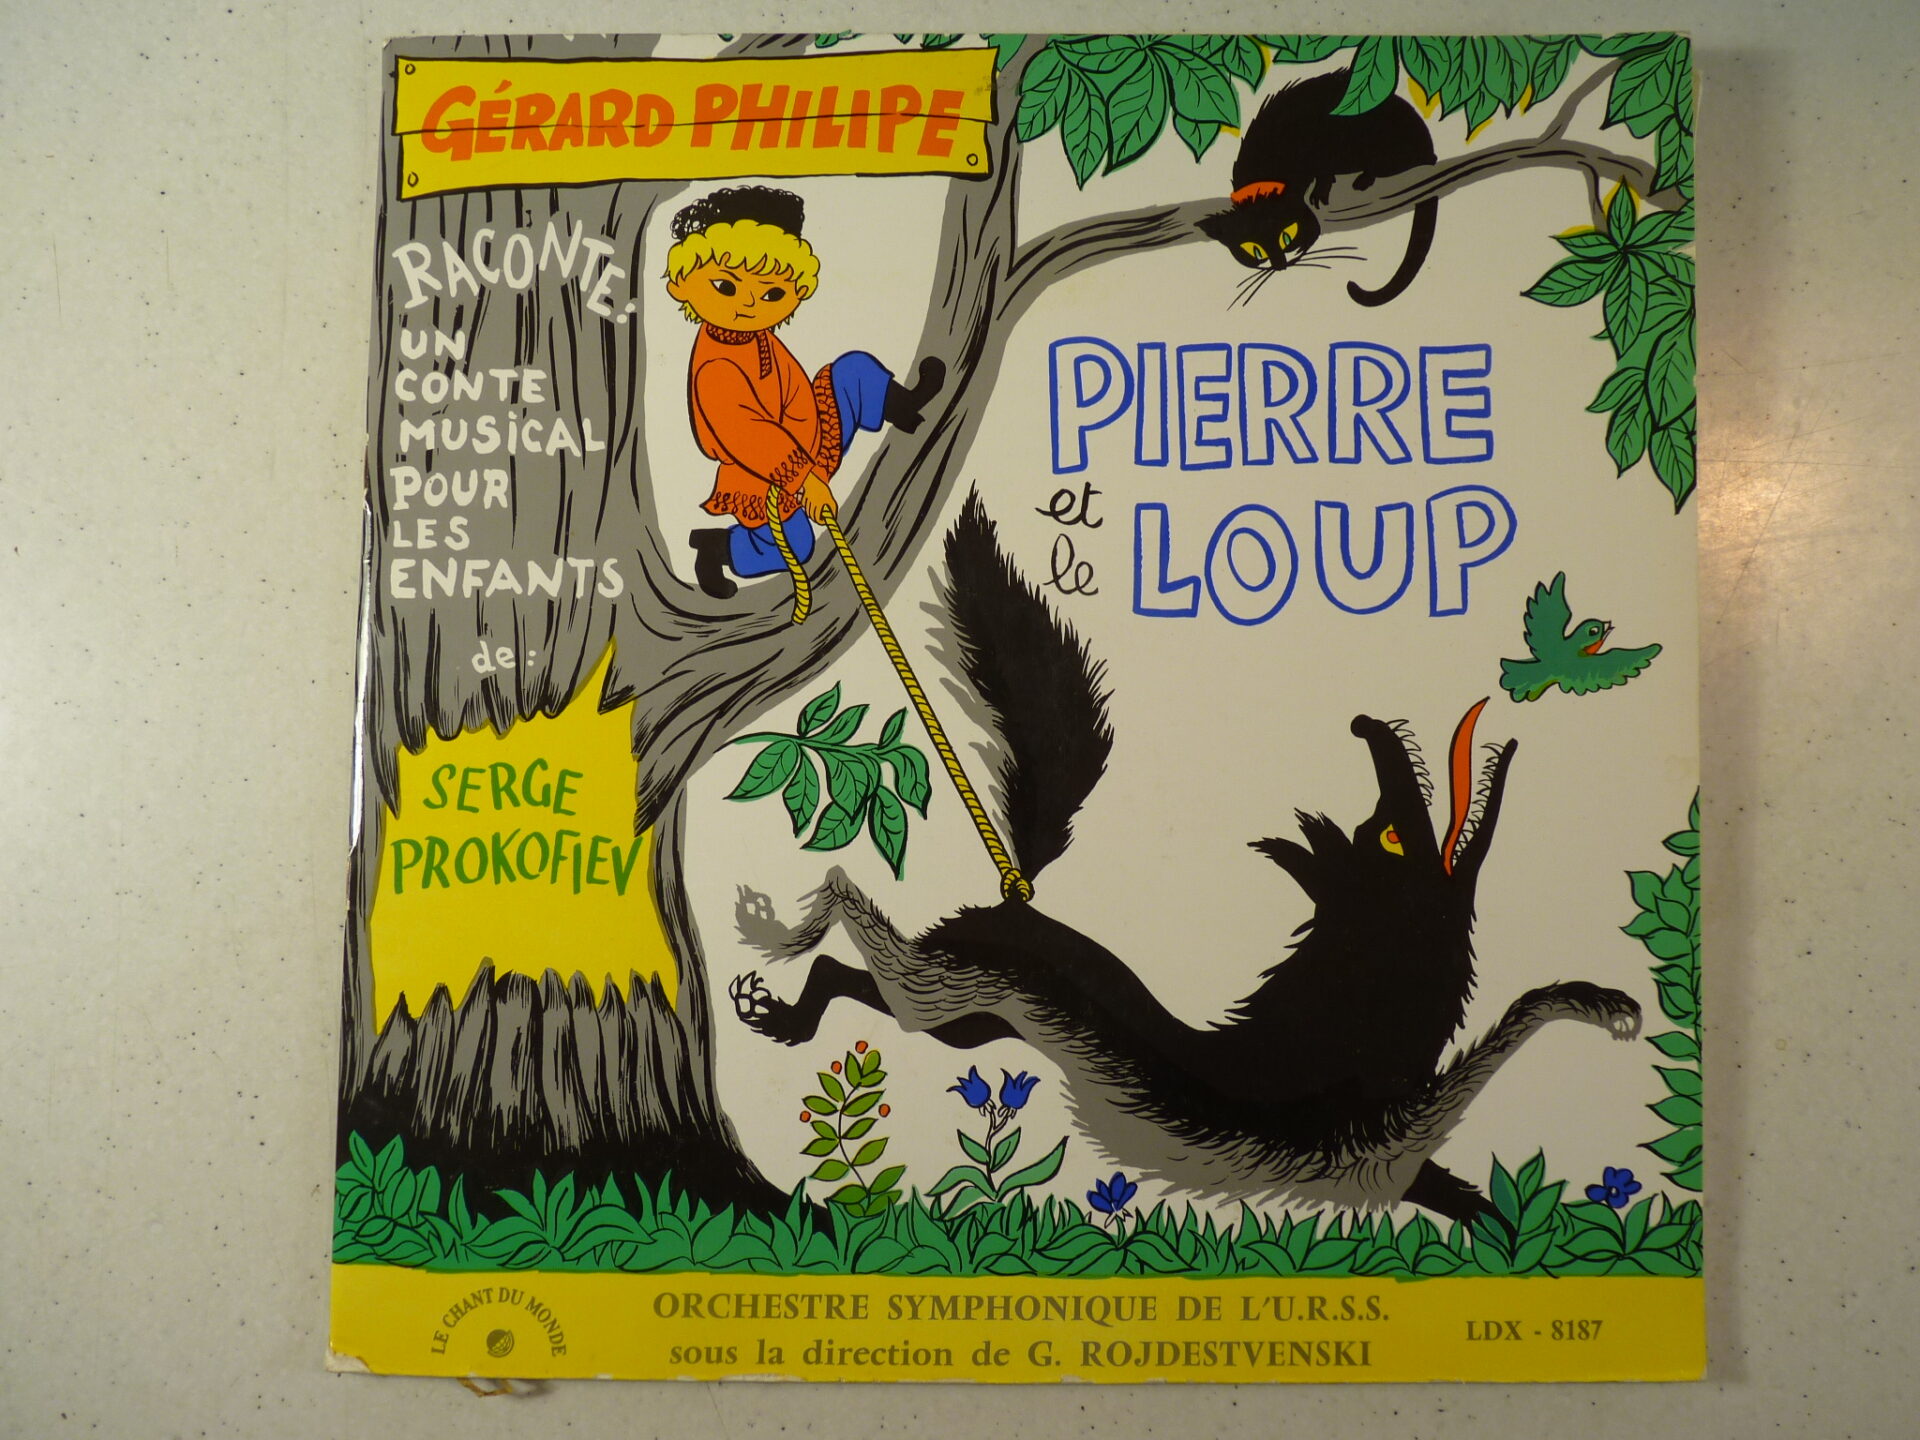 GÉRARD PHILIPE
RACONTE:
UN
CONTE
MUSICAL
POUR
LES
ENFANTS
de:
SERGE
PROKOFIEV
PIERRE
et le LOUP
LE CHANT DU MONDE
ORCHESTRE SYMPHONIQUE DE L'U.R.S.S.
sous la direction de G. ROJDESTVENSKI
LDX - 8187